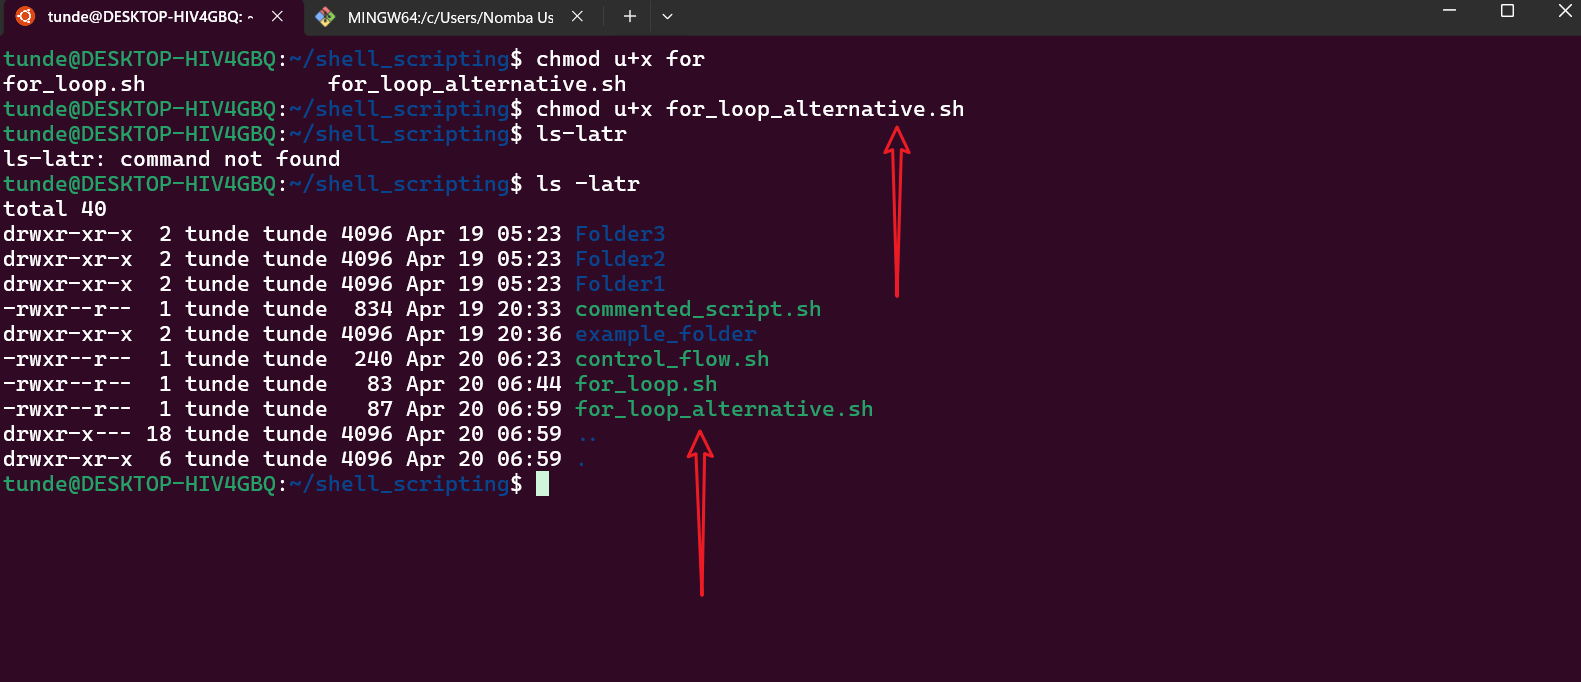 tunde@DESKTOP-HIV4GBQ: ~
MINGW64:/c/Users/Nomba Us
tunde@DESKTOP-HIV4GBQ:~/shell_scripting$ chmod u+x for
for_loop.sh              for_loop_alternative.sh
tunde@DESKTOP-HIV4GBQ:~/shell_scripting$ chmod u+x for_loop_alternative.sh
tunde@DESKTOP-HIV4GBQ:~/shell_scripting$ ls-latr
ls-latr: command not found
tunde@DESKTOP-HIV4GBQ:~/shell_scripting$ ls -latr
total 40
drwxr-xr-x  2 tunde tunde 4096 Apr 19 05:23 Folder3
drwxr-xr-x  2 tunde tunde 4096 Apr 19 05:23 Folder2
drwxr-xr-x  2 tunde tunde 4096 Apr 19 05:23 Folder1
-rwxr--r--  1 tunde tunde  834 Apr 19 20:33 commented_script.sh
drwxr-xr-x  2 tunde tunde 4096 Apr 19 20:36 example_folder
-rwxr--r--  1 tunde tunde  240 Apr 20 06:23 control_flow.sh
-rwxr--r--  1 tunde tunde   83 Apr 20 06:44 for_loop.sh
-rwxr--r--  1 tunde tunde   87 Apr 20 06:59 for_loop_alternative.sh
drwxr-x--- 18 tunde tunde 4096 Apr 20 06:59 ..
drwxr-xr-x  6 tunde tunde 4096 Apr 20 06:59 .
tunde@DESKTOP-HIV4GBQ:~/shell_scripting$